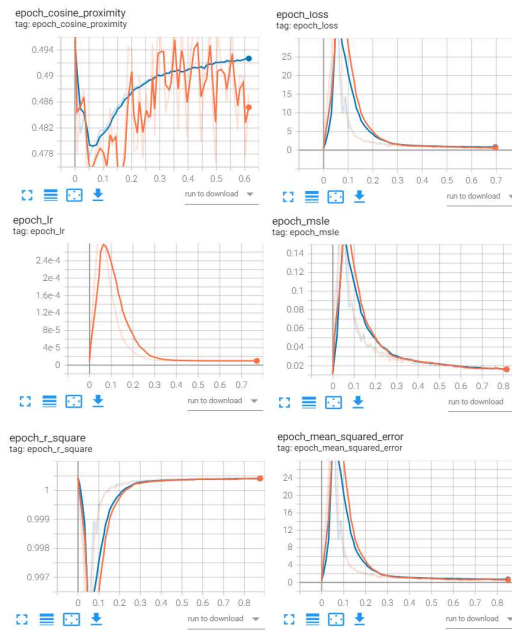 epoch_cosine_proximity
tag: epoch_cosine_proximity
0.494
0.49
0.486
0.482
0.478
0 0.1 0.2 0.3 0.4 0.5 0.6
run to download
epoch_loss
tag: epoch_loss
25
20
15
10
5
0
0 0.1 0.2 0.3 0.4 0.5 0.6 0.7
run to download
epoch_lr
tag: epoch_lr
2.4e-4
2e-4
1.6e-4
1.2e-4
8e-5
4e-5
0
0 0.1 0.2 0.3 0.4 0.5 0.6 0.7
run to download
epoch_msle
tag: epoch_msle
0.14
0.12
0.1
0.08
0.06
0.04
0.02
0 0.1 0.2 0.3 0.4 0.5 0.6 0.7 0.8
run to download
epoch_r_square
tag: epoch_r_square
1
0.999
0.998
0.997
0 0.1 0.2 0.3 0.4 0.5 0.6 0.7 0.8
run to download
epoch_mean_squared_error
tag: epoch_mean_squared_error
24
20
16
12
8
4
0
0 0.1 0.2 0.3 0.4 0.5 0.6 0.7 0.8
run to download